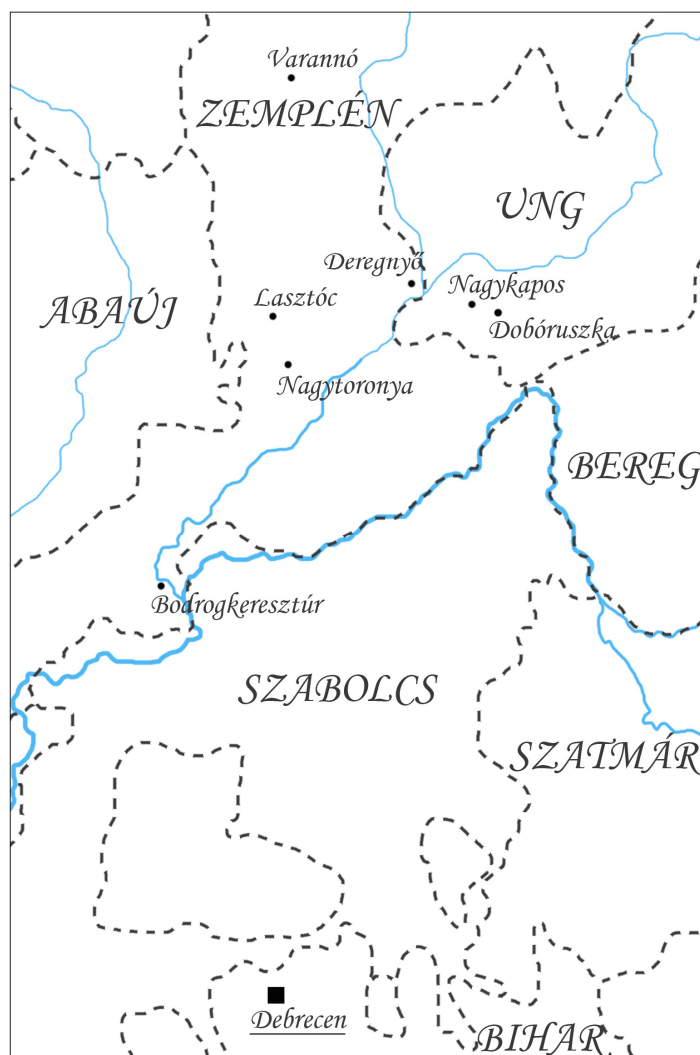 Varannó
ZEMPLÉN
UNG
Deregnyő
Nagykapos
Lasztóc
ABAÚJ
Dobóruszka
Nagytoronya
BEREG
Bodrogkeresztúr
SZABOLCS
SZATMÁR
Debrecen
BIHAR